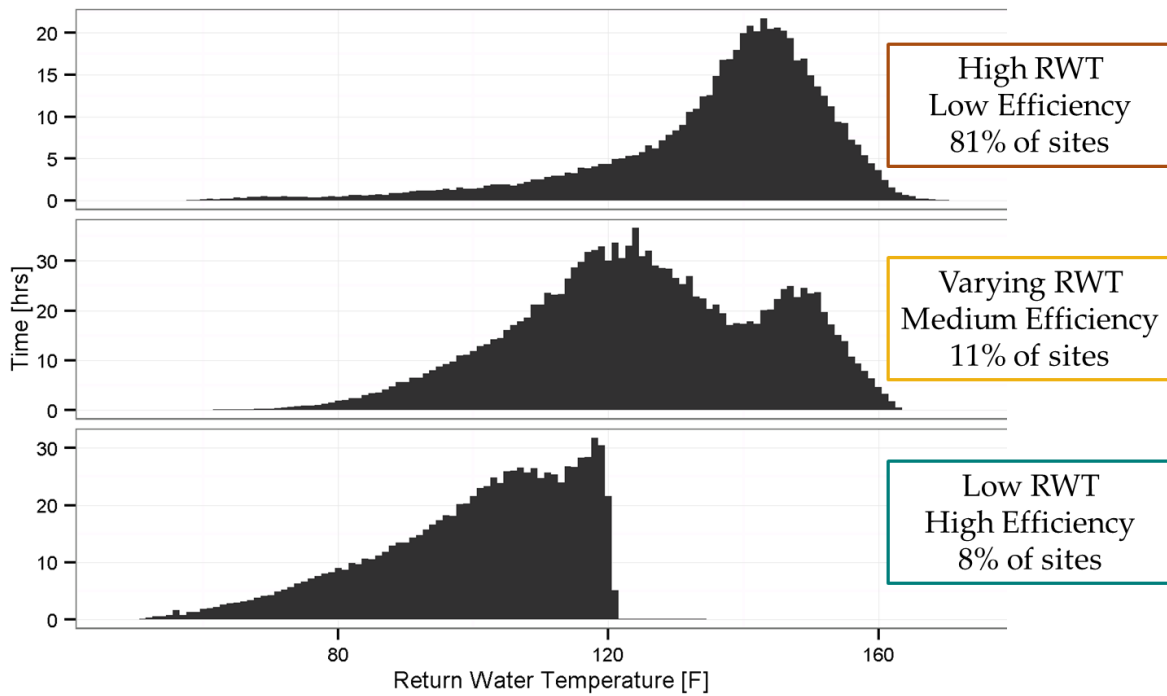 20
15
10
5
0
High RWT
Low Efficiency
81% of sites
30
20
10
0
Varying RWT
Medium Efficiency
11% of sites
Time [hrs]
30
20
10
0
Low RWT
High Efficiency
8% of sites
80 120 160
Return Water Temperature [F]